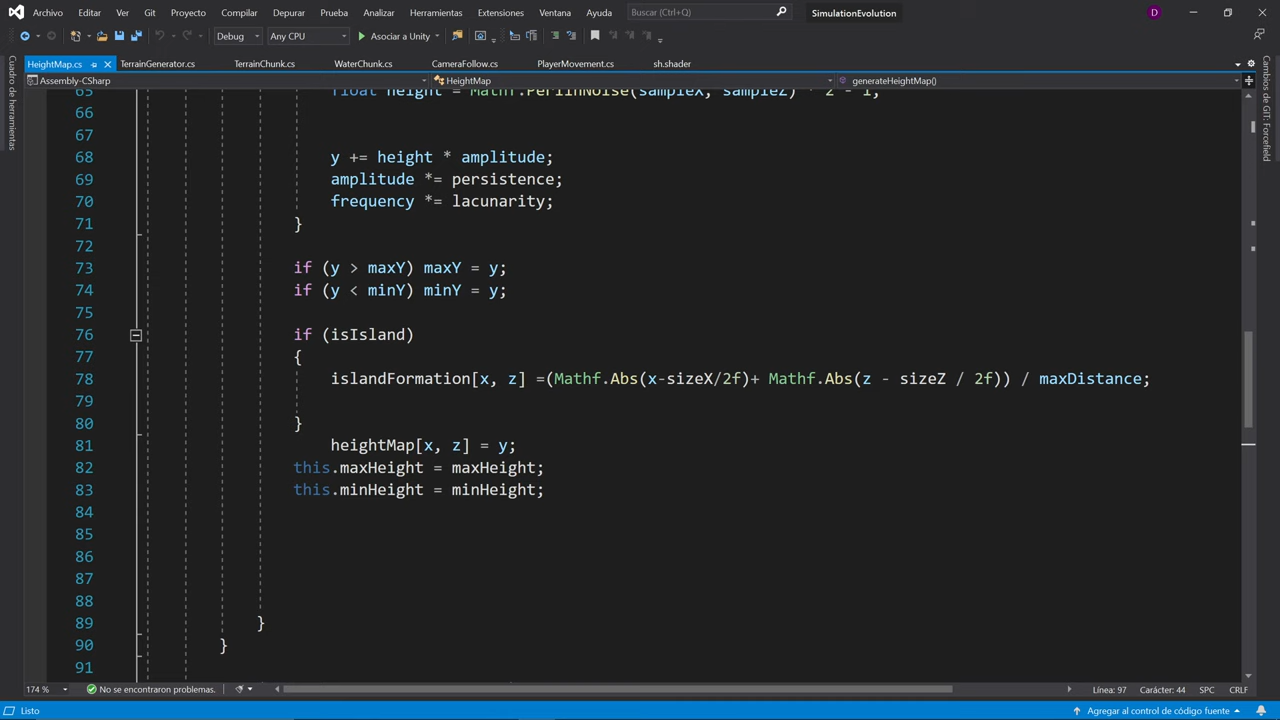 Archivo Editar Ver Git Proyecto Compilar Depurar Prueba Analizar Herramientas Extensiones Ventana Ayuda Buscar (Ctrl+Q) SimulationEvolution D
Debug Any CPU Asociar a Unity
HeightMap.cs TerrainGenerator.cs TerrainChunk.cs WaterChunk.cs CameraFollow.cs PlayerMovement.cs sh.shader
Assembly-CSharp HeightMap generateHeightMap()
Cuadro de herramientas
Cambios de GIT: Forcefield
65 float height = Mathf.PerlinNoise(sampleX, sampleZ) * 2 - 1;
66
67
68 y += height * amplitude;
69 amplitude *= persistence;
70 frequency *= lacunarity;
71 }
72
73 if (y > maxY) maxY = y;
74 if (y < minY) minY = y;
75
76 if (isIsland)
77 {
78 islandFormation[x, z] =(Mathf.Abs(x-sizeX/2f)+ Mathf.Abs(z - sizeZ / 2f)) / maxDistance;
79
80 }
81 heightMap[x, z] = y;
82 this.maxHeight = maxHeight;
83 this.minHeight = minHeight;
84
85
86
87
88
89 }
90 }
91
174 % No se encontraron problemas. Línea: 97 Carácter: 44 SPC CRLF
Listo Agregar al control de código fuente